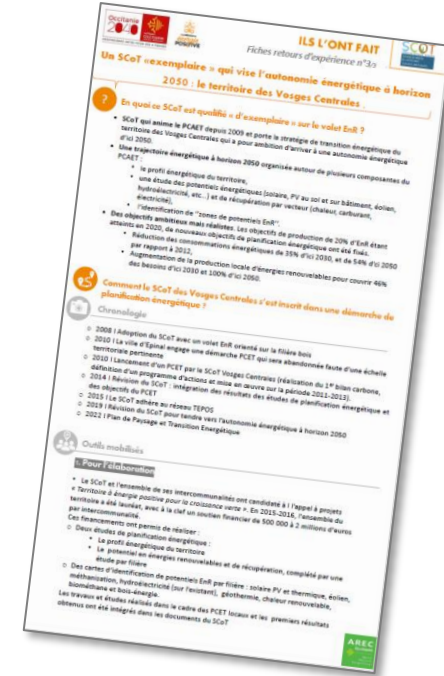 Occitanie
2040
POSITIVE
ILS L'ONT FAIT
Fiches retours d'expérience n°3a
SCOT
Un SCoT «exemplaire » qui vise l'autonomie énergétique à horizon
2050 : le territoire des Vosges Centrales .
?
En quoi ce SCoT est qualifié « d'exemplaire » sur le volet EnR ?
• SCoT qui anime le PCAET depuis 2009 et porte la stratégie de transition énergétique du
territoire des Vosges Centrales qui a pour ambition d'arriver à une autonomie énergétique
d'ici 2050.
• Une trajectoire énergétique à horizon 2050 organisée autour de plusieurs composantes du
PCAET :
• le profil énergétique du territoire,
• une étude des potentiels énergétiques (solaire, PV au sol et sur bâtiment, éolien,
hydroélectricité, etc...) et de récupération par vecteur (chaleur, carburant,
électricité),
• l'identification de "zones de potentiels EnR".
• Des objectifs ambitieux mais réalistes. Les objectifs de production de 20% d'EnR étant
atteints en 2020, de nouveaux objectifs de planification énergétique ont été fixés.
• Réduction des consommations énergétiques de 35% d'ici 2030, et de 54% d'ici 2050
par rapport à 2012,
• Augmentation de la production locale d'énergies renouvelables pour couvrir 46%
des besoins d'ici 2030 et 100% d'ici 2050.
Comment le SCoT des Vosges Centrales s'est inscrit dans une démarche de
planification énergétique ?
Chronologie
o 2008 I Adoption du SCoT avec un volet EnR orienté sur la filière bois
o 2010 I La ville d'Epinal engage une démarche PCET qui sera abandonnée faute d'une échelle
territoriale pertinente
o 2010 I Lancement d'un PCET par le SCoT Vosges Centrales (réalisation du 1er bilan carbone,
définition d'un programme d'actions et mise en œuvre sur la période 2011-2013).
o 2014 I Révision du SCoT : intégration des résultats des études de planification énergétique et
des objectifs du PCET
o 2015 I Le SCoT adhère au réseau TEPOS
o 2019 I Révision du SCoT pour tendre vers l'autonomie énergétique à horizon 2050
o 2022 I Plan de Paysage et Transition Energétique
Outils mobilisés
1. Pour l'élaboration
• Le SCoT et l'ensemble de ses intercommunalités ont candidaté à l l'appel à projets
« Territoire à énergie positive pour la croissance verte ». En 2015-2016, l'ensemble du
territoire a été lauréat, avec à la clef un soutien financier de 500 000 à 2 millions d'euros
par intercommunalité.
Ces financements ont permis de réaliser :
o Deux études de planification énergétique :
• Le profil énergétique du territoire
• Le potentiel en énergies renouvelables et de récupération, complété par une
étude par filière
o Des cartes d'identification de potentiels EnR par filière : solaire PV et thermique, éolien,
méthanisation, hydroélectricité (sur l'existant), géothermie, chaleur renouvelable,
biométhane et bois-énergie.
Les travaux et études réalisés dans le cadre des PCET locaux et les premiers résultats
obtenus ont été intégrés dans les documents du SCoT
AREC